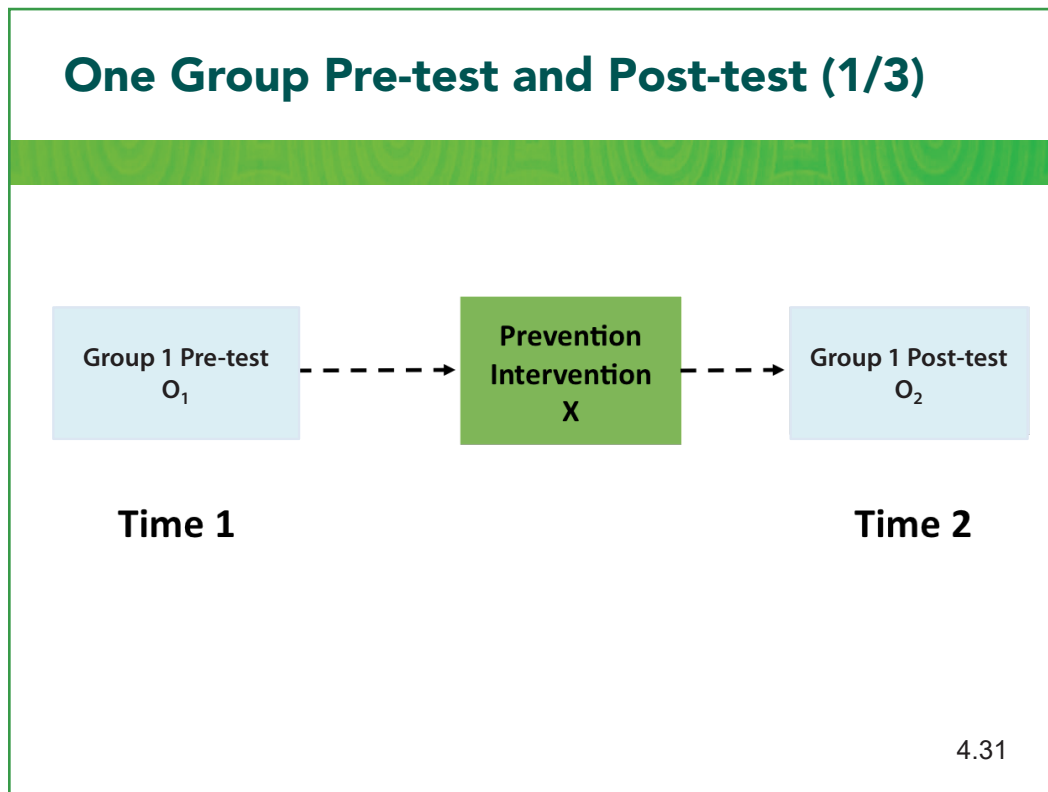 One Group Pre-test and Post-test (1/3)
Group 1 Pre-test
O₁
Prevention
Intervention
X
Group 1 Post-test
O₂
Time 1
Time 2
4.31